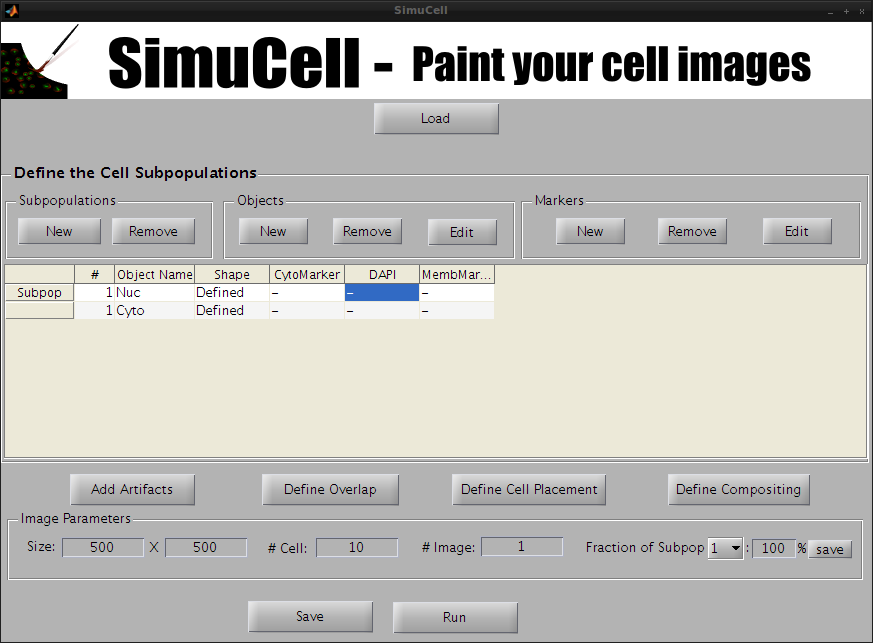 SimuCell
SimuCell - Paint your cell images
Load
Define the Cell Subpopulations
Subpopulations Objects Markers
New Remove New Remove Edit New Remove Edit
# Object Name Shape CytoMarker DAPI MembMar...
Subpop 1 Nuc Defined – – –
1 Cyto Defined – – –
Add Artifacts Define Overlap Define Cell Placement Define Compositing
Image Parameters
Size: 500 X 500 # Cell: 10 # Image: 1 Fraction of Subpop 1 : 100 % save
Save Run